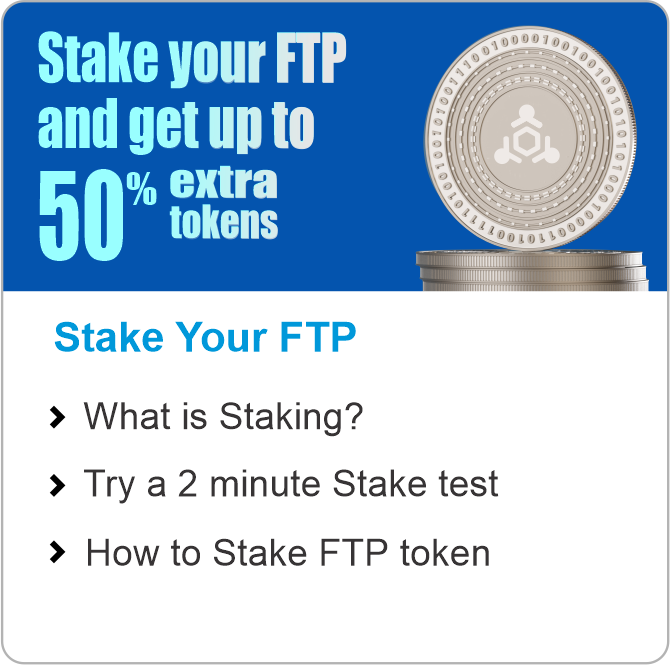 Stake your FTP
and get up to
50% extra
tokens
Stake Your FTP
What is Staking?
Try a 2 minute Stake test
How to Stake FTP token